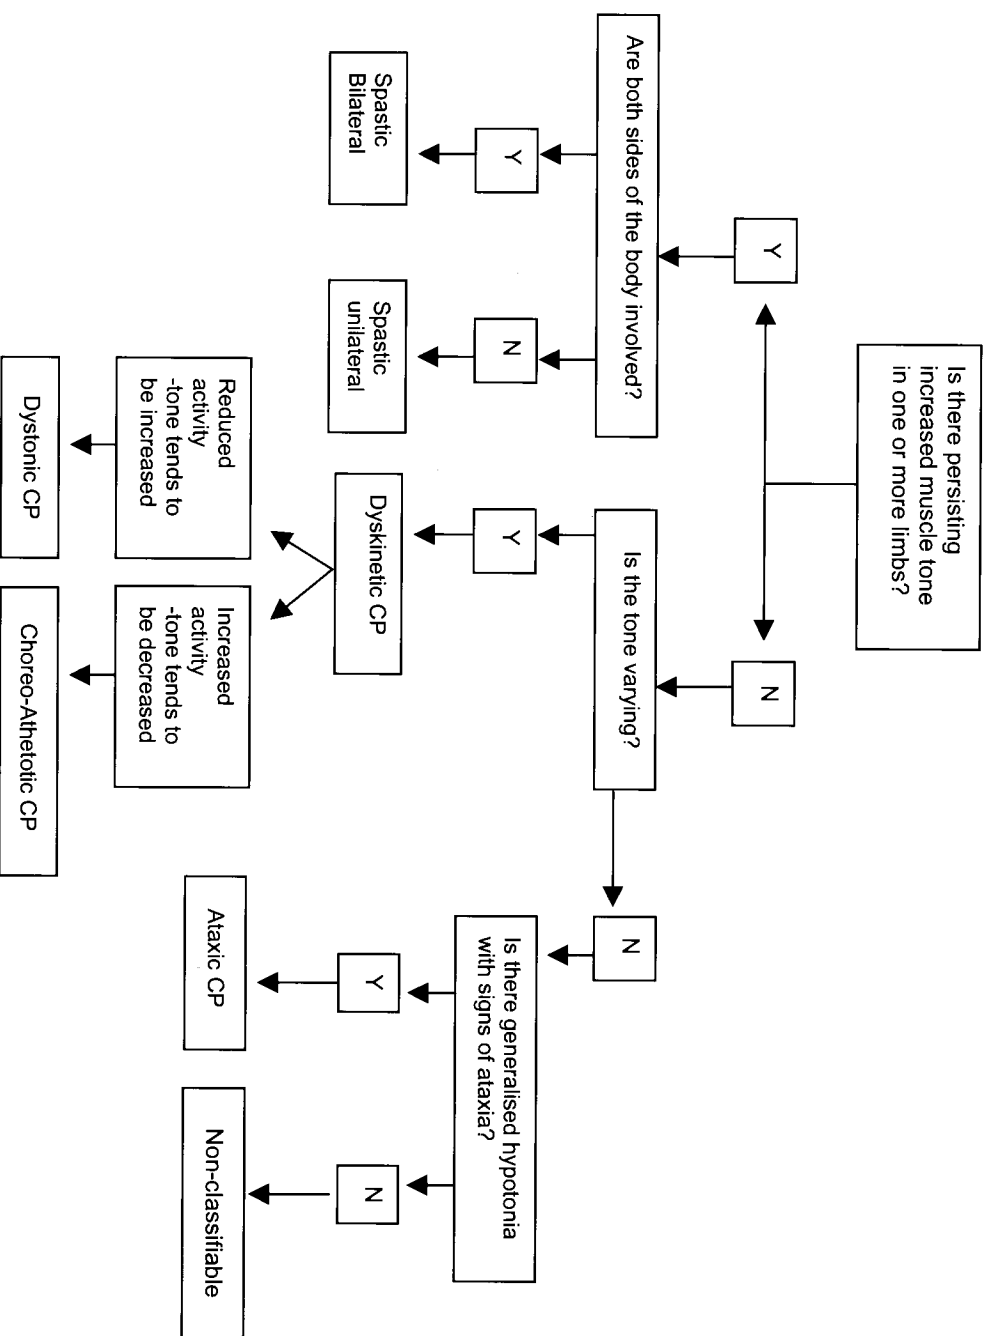 Is there persisting
increased muscle tone
in one or more limbs?
Y
N
Are both sides of the body involved?
Is the tone varying?
N
Y
N
Y
Is there generalised hypotonia
with signs of ataxia?
Spastic
Bilateral
Spastic
unilateral
Dyskinetic CP
Y
N
Reduced
activity
-tone tends to
be increased
Increased
activity
-tone tends to
be decreased
Ataxic CP
Non-classifiable
Dystonic CP
Choreo-Athetotic CP